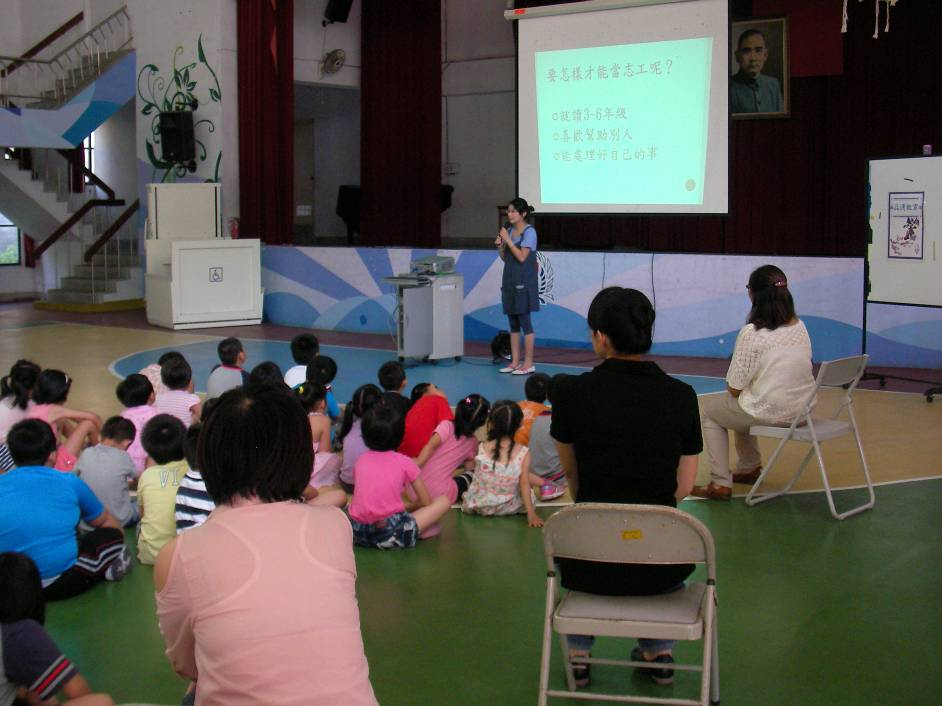 要怎樣才能當志工呢？
○就讀3~6年級
○喜歡幫助別人
○能處理好自己的事